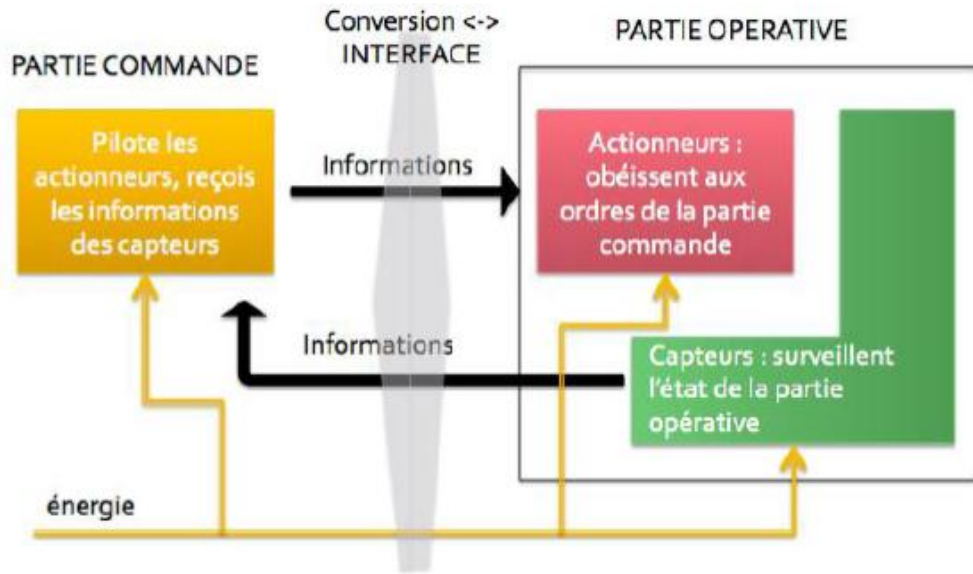 Conversion <->
INTERFACE
PARTIE OPERATIVE
PARTIE COMMANDE
Pilote les
actionneurs, reçois
les informations
des capteurs
Informations
Actionneurs :
obéissent aux
ordres de la partie
commande
Informations
Capteurs : surveillent
l'état de la partie
opérative
énergie